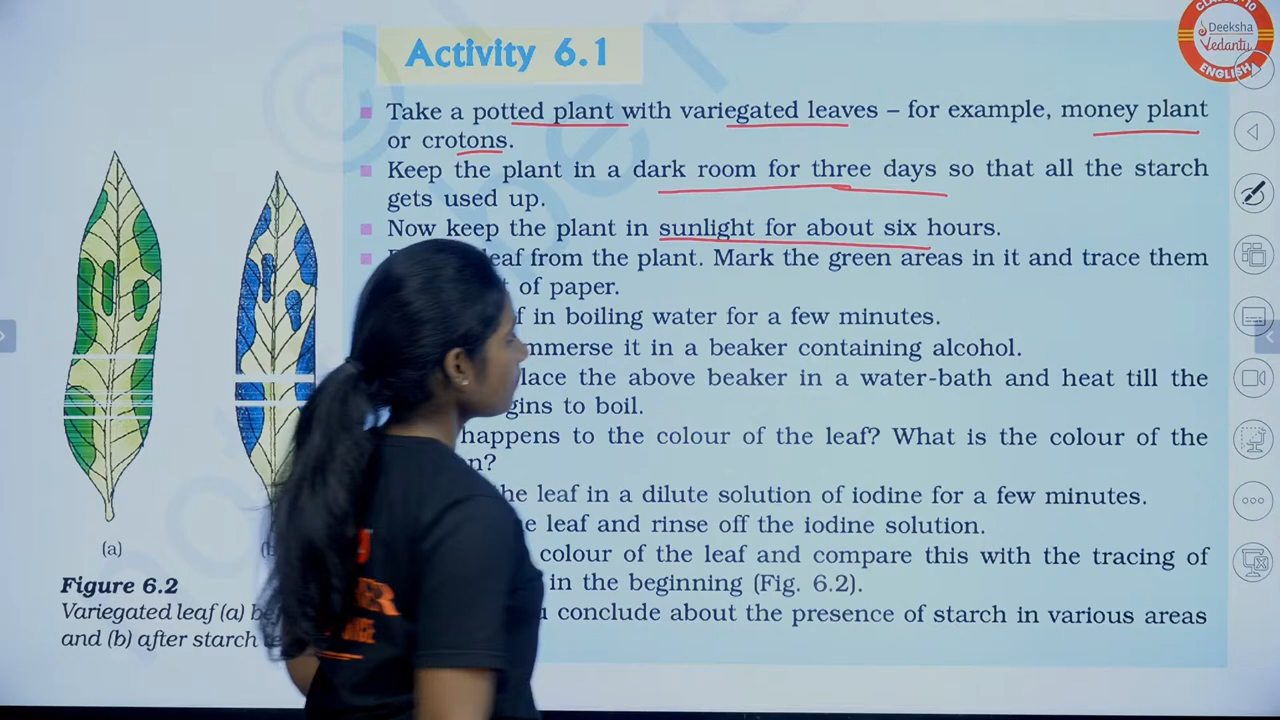 Activity 6.1
Take a potted plant with variegated leaves – for example, money plant
or crotons.
Keep the plant in a dark room for three days so that all the starch
gets used up.
Now keep the plant in sunlight for about six hours.
leaf from the plant. Mark the green areas in it and trace them
of paper.
in boiling water for a few minutes.
immerse it in a beaker containing alcohol.
the above beaker in a water-bath and heat till the
to boil.
happens to the colour of the leaf? What is the colour of the
the leaf in a dilute solution of iodine for a few minutes.
leaf and rinse off the iodine solution.
colour of the leaf and compare this with the tracing of
in the beginning (Fig. 6.2).
conclude about the presence of starch in various areas
(a)
Figure 6.2
Variegated leaf (a)
and (b) after starch
Deeksha
Vedantu
ENGLISH